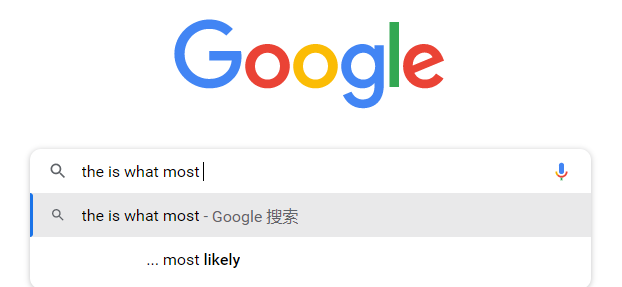 Google
the is what most
the is what most - Google 搜索
... most likely